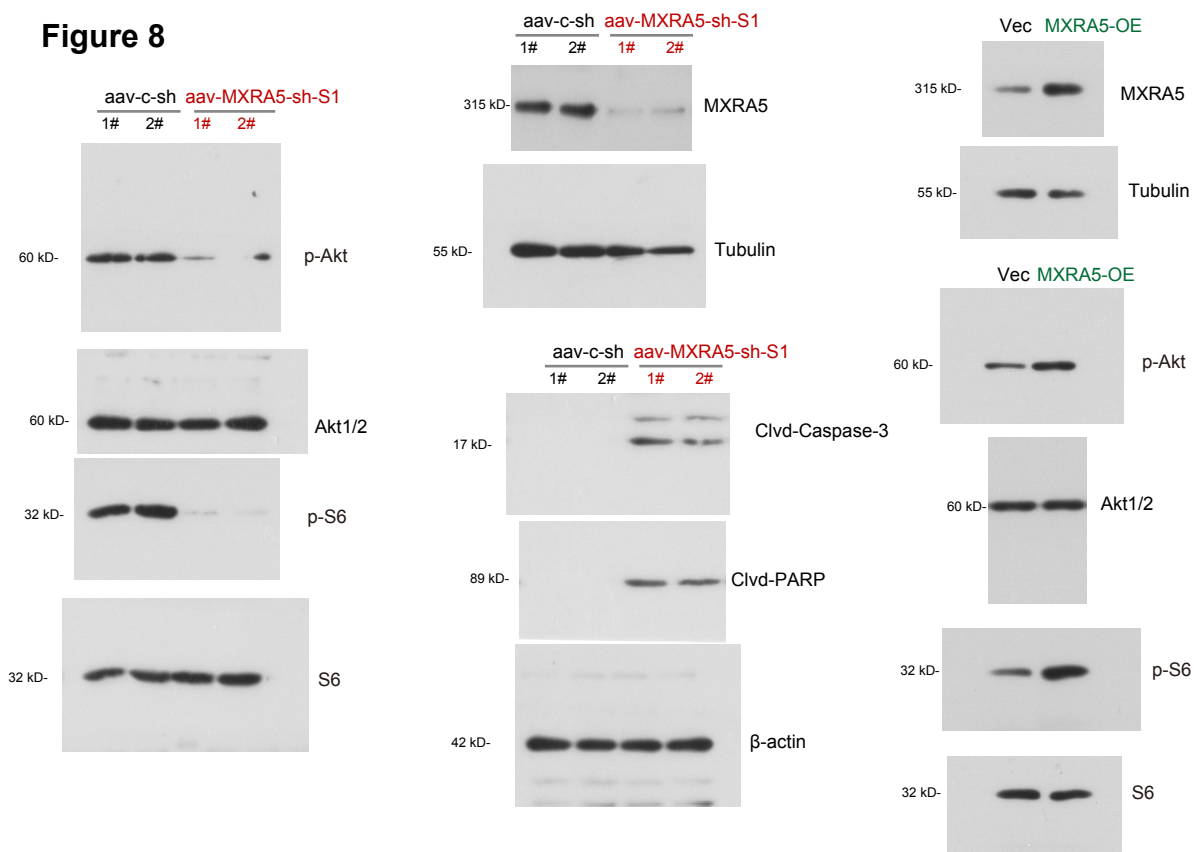 Figure 8
aav-c-sh aav-MXRA5-sh-S1
1# 2# 1# 2#
60 kD- p-Akt
60 kD- Akt1/2
32 kD- p-S6
32 kD- S6
aav-c-sh aav-MXRA5-sh-S1
1# 2# 1# 2#
315 kD- MXRA5
55 kD- Tubulin
aav-c-sh aav-MXRA5-sh-S1
1# 2# 1# 2#
17 kD- Clvd-Caspase-3
89 kD- Clvd-PARP
42 kD- β-actin
Vec MXRA5-OE
315 kD- MXRA5
55 kD- Tubulin
Vec MXRA5-OE
60 kD- p-Akt
60 kD- Akt1/2
32 kD- p-S6
32 kD- S6